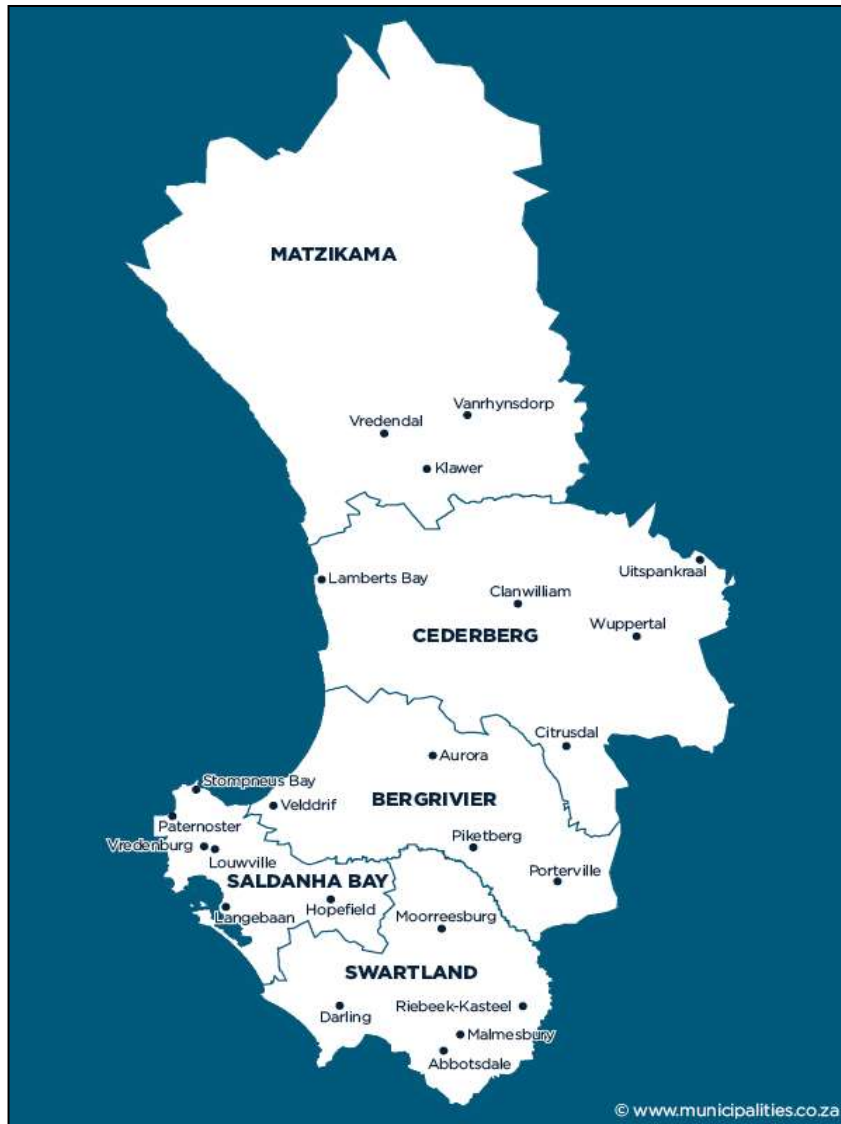 MATZIKAMA
Vanrhynsdorp
Vredendal
Klawer
Uitspankraal
Lamberts Bay
Clanwilliam
Wuppertal
CEDERBERG
Citrusdal
Aurora
Stompneus Bay
BERGRIVIER
Velddrif
Paternoster
Piketberg
Vredenburg
Louwville
Porterville
SALDANHA BAY
Hopefield
Langebaan
Moorreesburg
SWARTLAND
Riebeek-Kasteel
Darling
Malmesbury
Abbotsdale
© www.municipalities.co.za